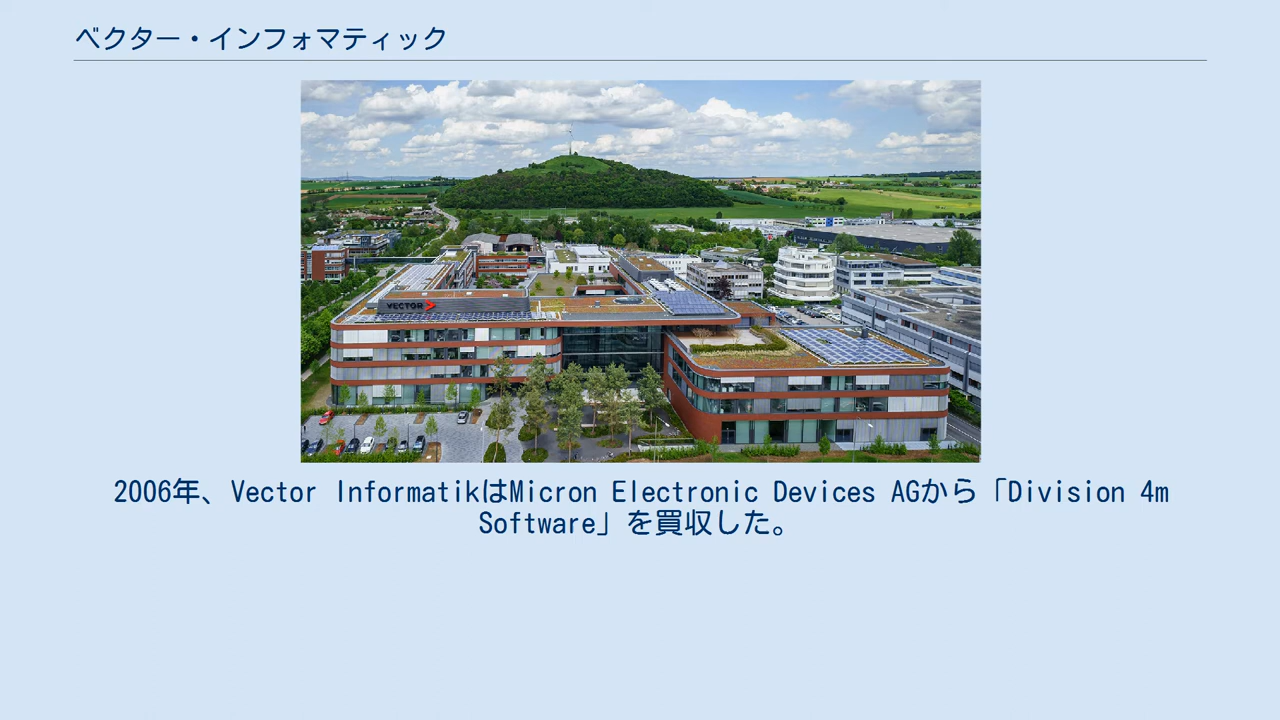 ベクター・インフォマティック
VECTOR
2006年、Vector InformatikはMicron Electronic Devices AGから「Division 4m
Software」を買収した。